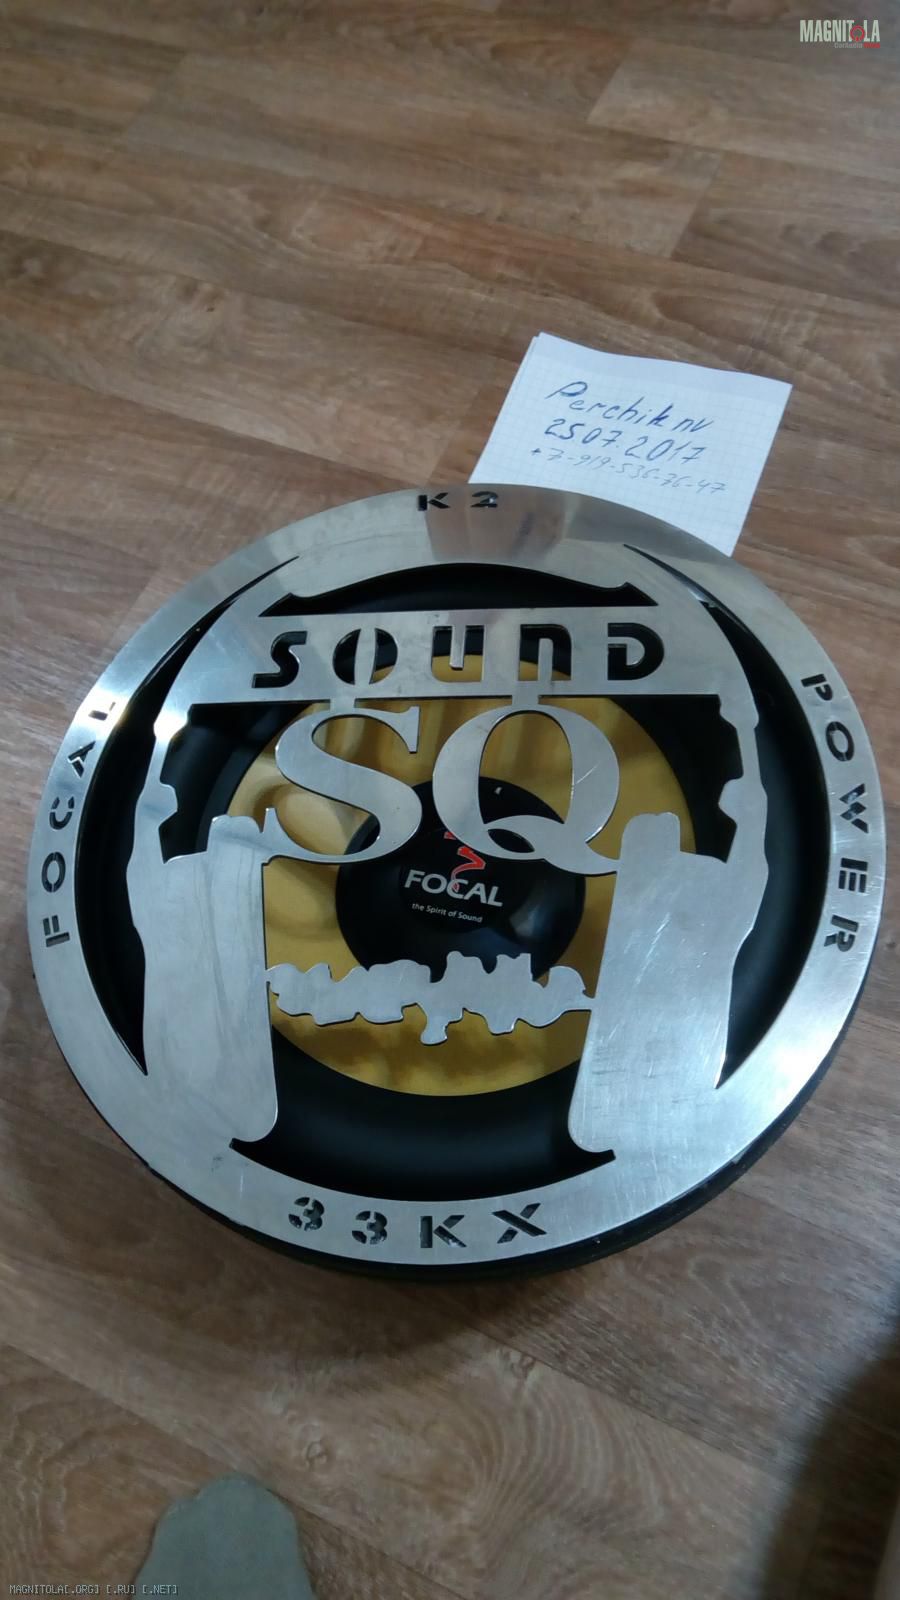 MAGNITOLA
CarAudio
Perchik nv
25.07.2017
+7-919-536-76-47
K2
SOUND
SQ
FOCAL
POWER
FOCAL
the Spirit of Sound
33KX
MAGNITOLA[.ORG] [.RU] [.NET]